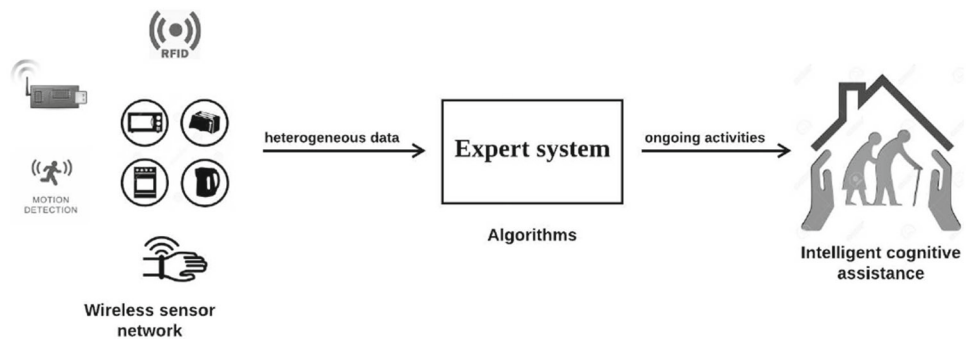 RFID
MOTION
DETECTION
Wireless sensor
network
heterogeneous data
Expert system
Algorithms
ongoing activities
Intelligent cognitive
assistance